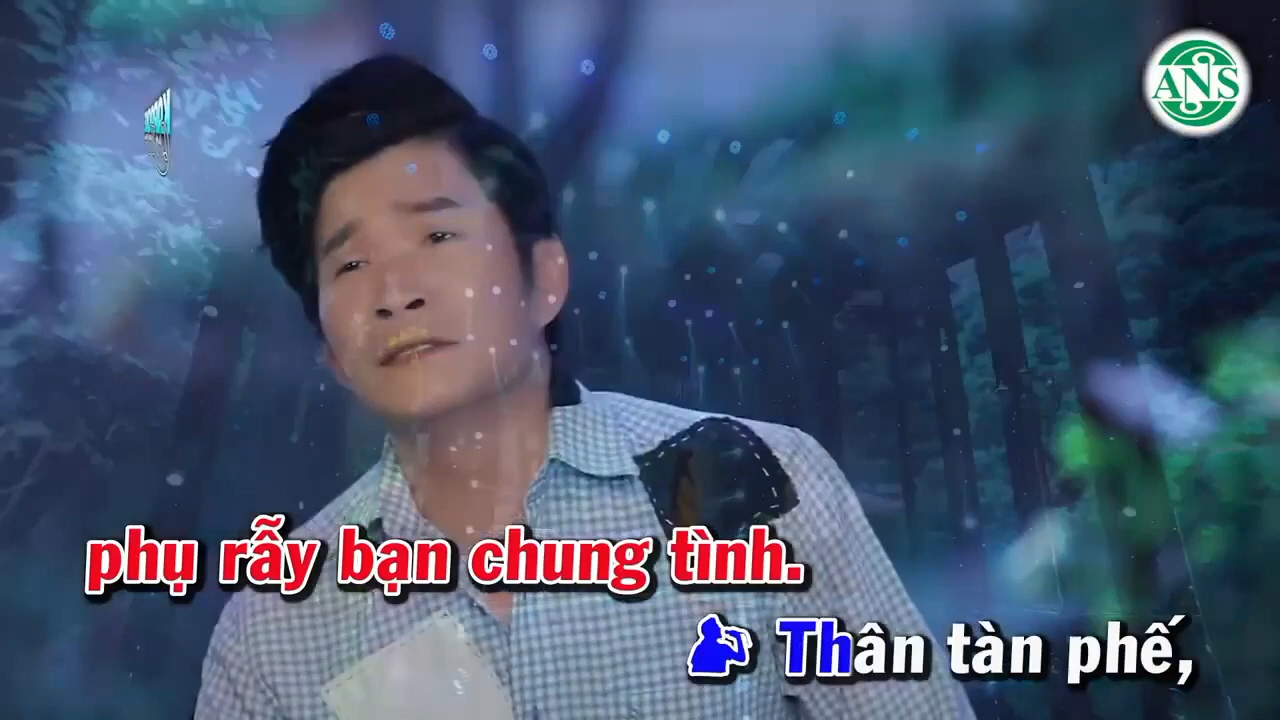 ANS
phụ rẫy bạn chung tình.
Thân tàn phế,